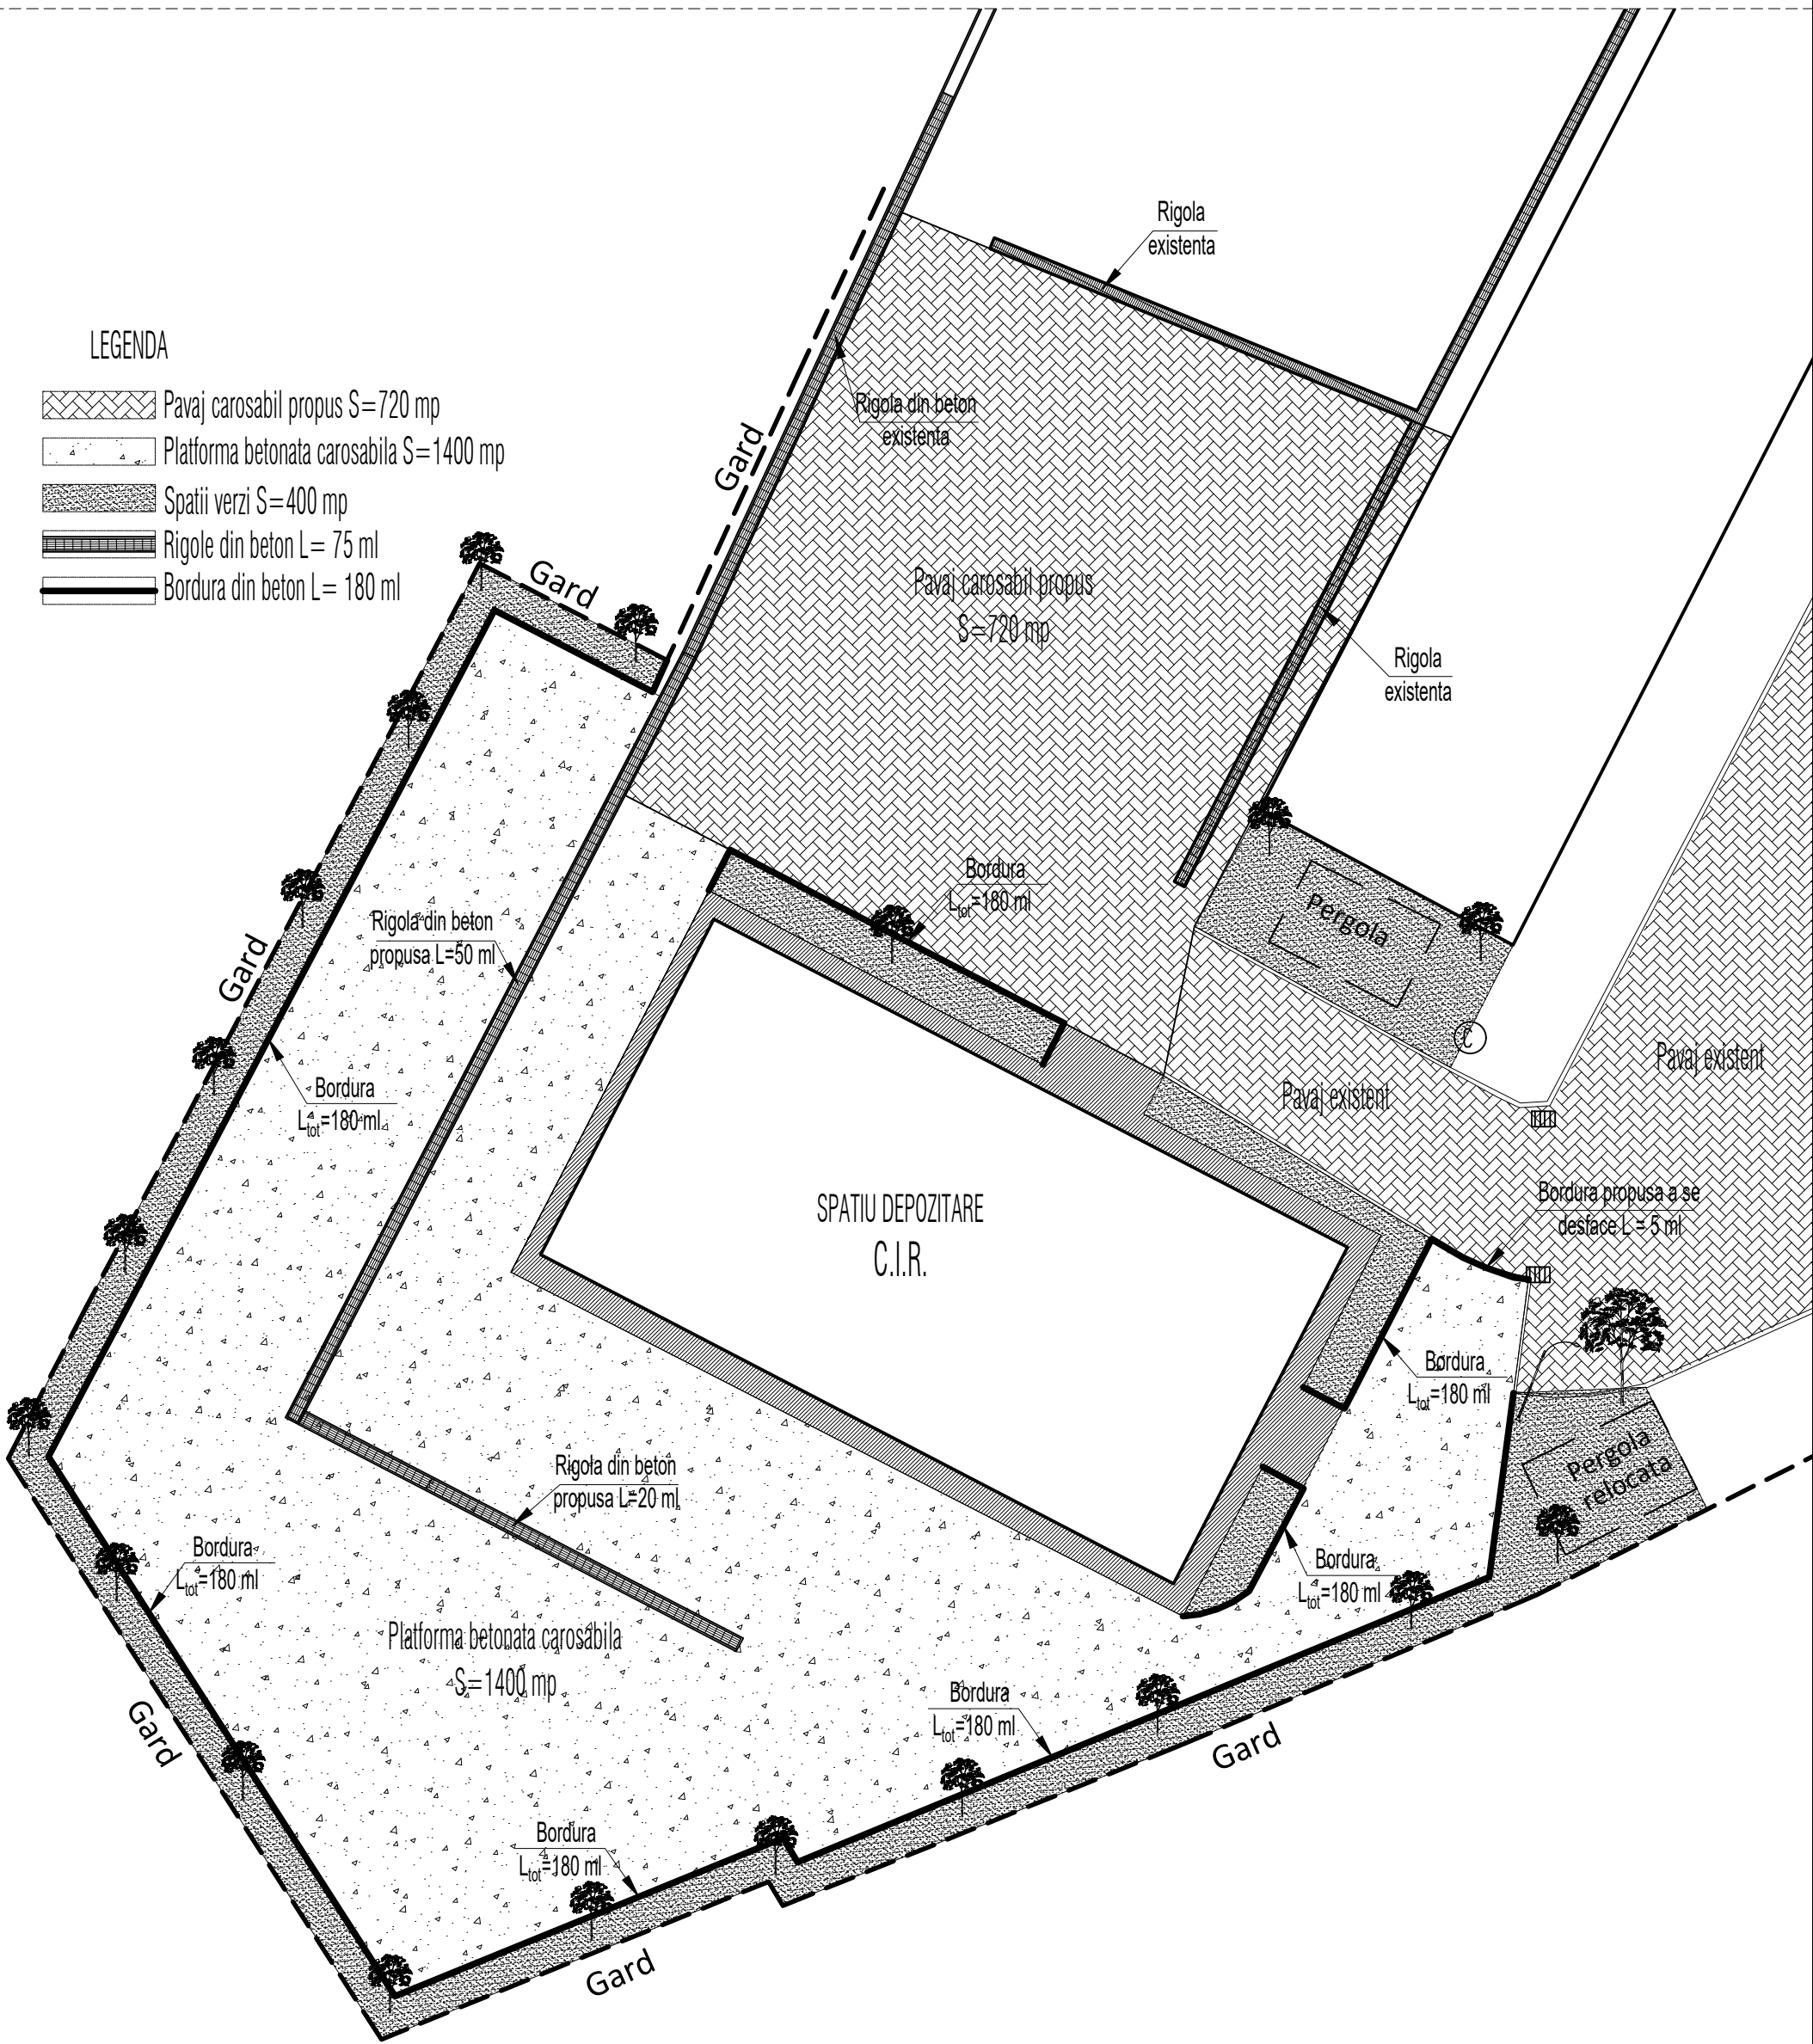 LEGENDA
Pavaj carosabil propus S=720 mp
Platforma betonata carosabila S=1400 mp
Spatii verzi S=400 mp
Rigole din beton L= 75 ml
Bordura din beton L= 180 ml
Rigola
existenta
Rigola din beton
existenta
Gard
Gard
Pavaj carosabil propus
S=720 mp
Rigola
existenta
Bordura
Ltot=180 ml
Pergola
Rigola din beton
propusa L=50 ml
Gard
C
Pavaj existent
Pavaj existent
Bordura
Ltot=180 ml
SPATIU DEPOZITARE
C.I.R.
Bordura propusa a se
desface L = 5 ml
Bordura
Ltot=180 ml
Pergola
relocata
Rigola din beton
propusa L=20 ml
Bordura
Ltot=180 ml
Bordura
Ltot=180 ml
Platforma betonata carosabila
S=1400 mp
Bordura
Ltot=180 ml
Gard
Gard
Bordura
Ltot=180 ml
Gard